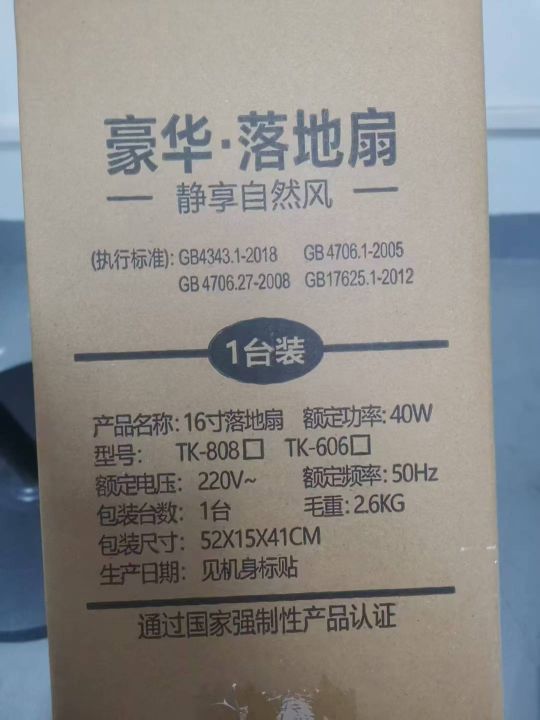 豪华·落地扇
静享自然风
(执行标准): GB4343.1-2018 GB 4706.1-2005
GB 4706.27-2008 GB17625.1-2012
1台装
产品名称: 16寸落地扇 额定功率: 40W
型号: TK-808□ TK-606□
额定电压: 220V~ 额定频率: 50Hz
包装台数: 1台 毛重: 2.6KG
包装尺寸: 52X15X41CM
生产日期: 见机身标贴
通过国家强制性产品认证